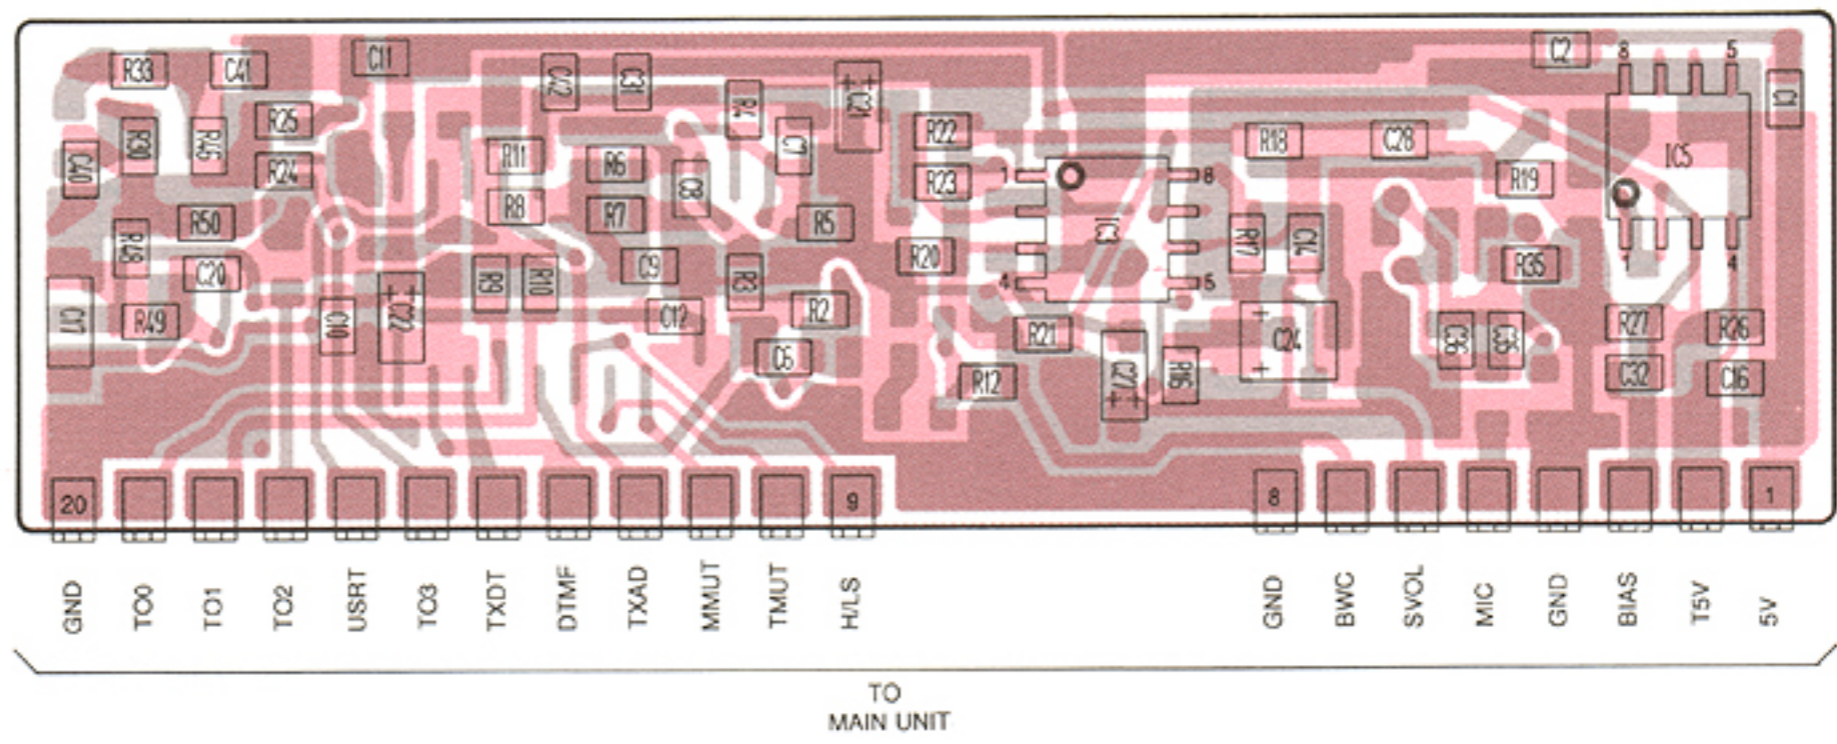 R33 C41 C11 C42 C31 R4 C21 C2 8 5 C1
R25 C7 R22 R18 C28
R30 R45 R11 R6 IC5
C40 R24 C3 R23 1 8 R19
R50 R8 R7 R5 IC3 R17 C14
R48 C20 C9 R20 R35 1 4
R9 R10 R3 4 5
C17 R49 C10 C22 C12 R2 R21 C24 R27 R26
C6 R12 C27 R16 C32 C16
20 9 8 1
GND TO0 TO1 TO2 USRT TO3 TXDT DTMF TXAD MMUT TMUT H/LS GND BWC SVOL MIC GND BIAS T5V 5V
TO
MAIN UNIT